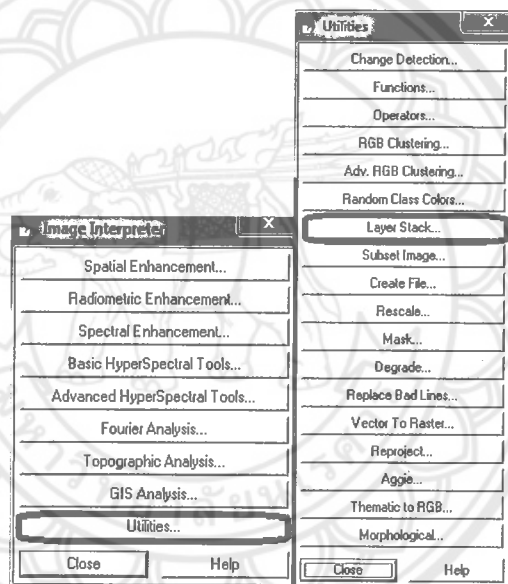 Image Interpreter
Spatial Enhancement...
Radiometric Enhancement...
Spectral Enhancement...
Basic HyperSpectral Tools...
Advanced HyperSpectral Tools...
Fourier Analysis...
Topographic Analysis...
GIS Analysis...
Utilities...
Close Help
Utilities
Change Detection...
Functions...
Operators...
RGB Clustering...
Adv. RGB Clustering...
Random Class Colors...
Layer Stack...
Subset Image...
Create File...
Rescale...
Mask...
Degrade...
Replace Bad Lines...
Vector To Raster...
Reproject...
Aggie...
Thematic to RGB...
Morphological...
Close Help